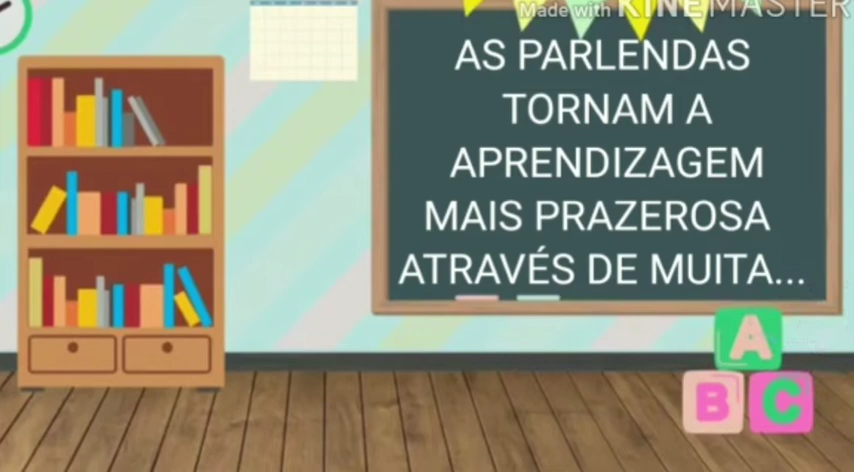 Made with KINEMASTER
AS PARLENDAS
TORNAM A
APRENDIZAGEM
MAIS PRAZEROSA
ATRAVÉS DE MUITA...
A
B C